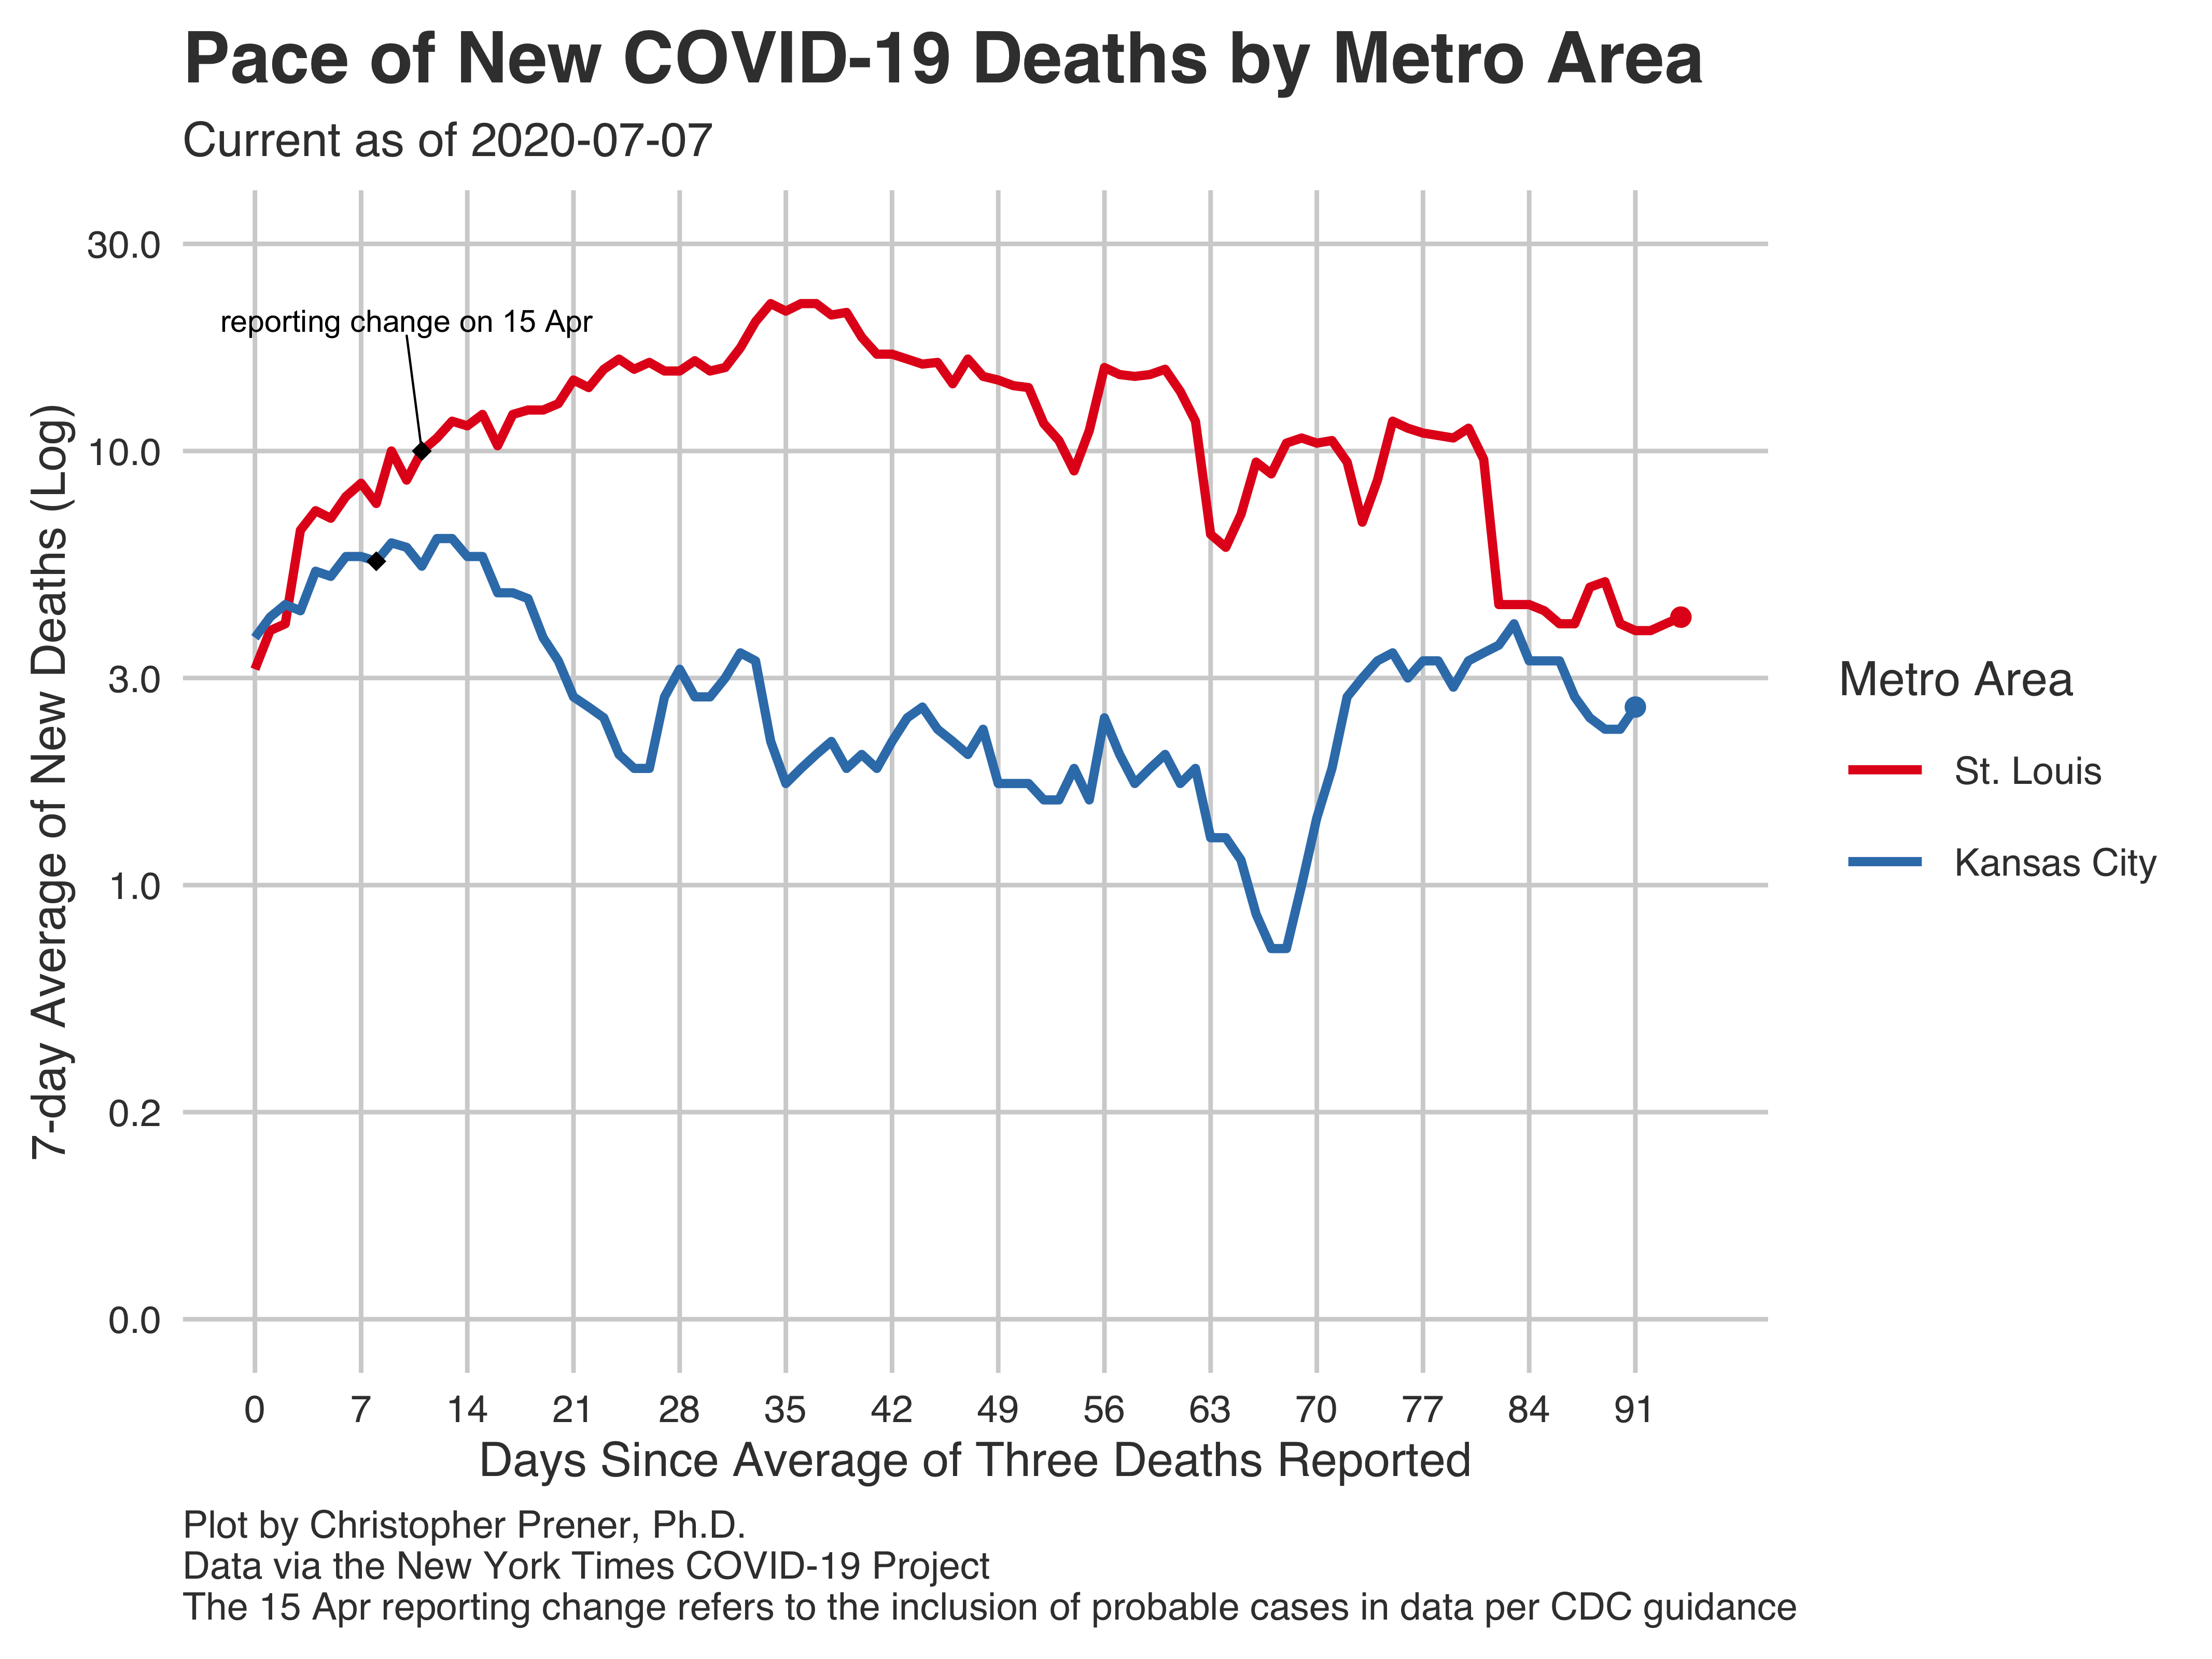 Pace of New COVID-19 Deaths by Metro Area
Current as of 2020-07-07
7-day Average of New Deaths (Log)
30.0
10.0
3.0
1.0
0.2
0.0
reporting change on 15 Apr
0 7 14 21 28 35 42 49 56 63 70 77 84 91
Days Since Average of Three Deaths Reported
Metro Area
St. Louis
Kansas City
Plot by Christopher Prener, Ph.D.
Data via the New York Times COVID-19 Project
The 15 Apr reporting change refers to the inclusion of probable cases in data per CDC guidance